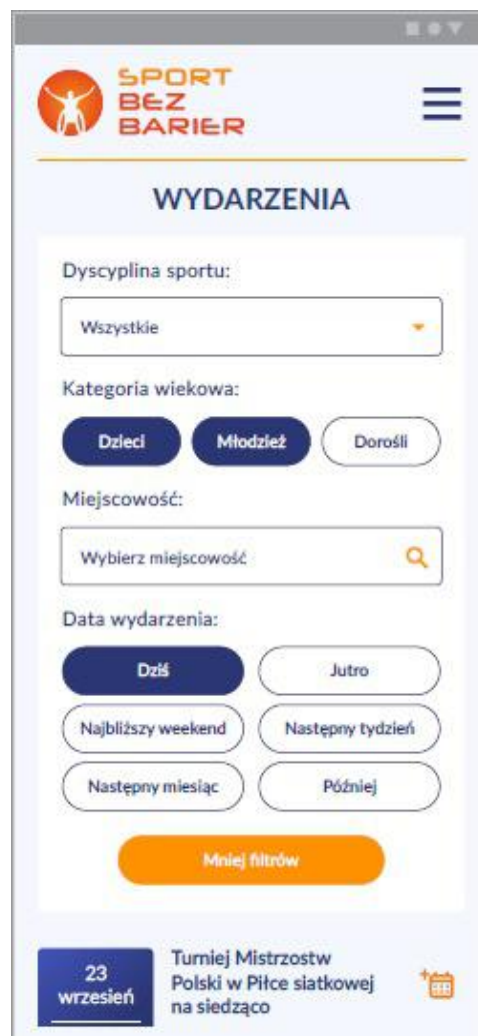 SPORT
BEZ
BARIER
WYDARZENIA
Dyscyplina sportu:
Wszystkie
Kategoria wiekowa:
Dzieci Młodzież Dorośli
Miejscowość:
Wybierz miejscowość
Data wydarzenia:
Dziś Jutro
Najbliższy weekend Następny tydzień
Następny miesiąc Później
Mniej filtrów
23
wrzesień
Turniej Mistrzostw
Polski w Piłce siatkowej
na siedząco